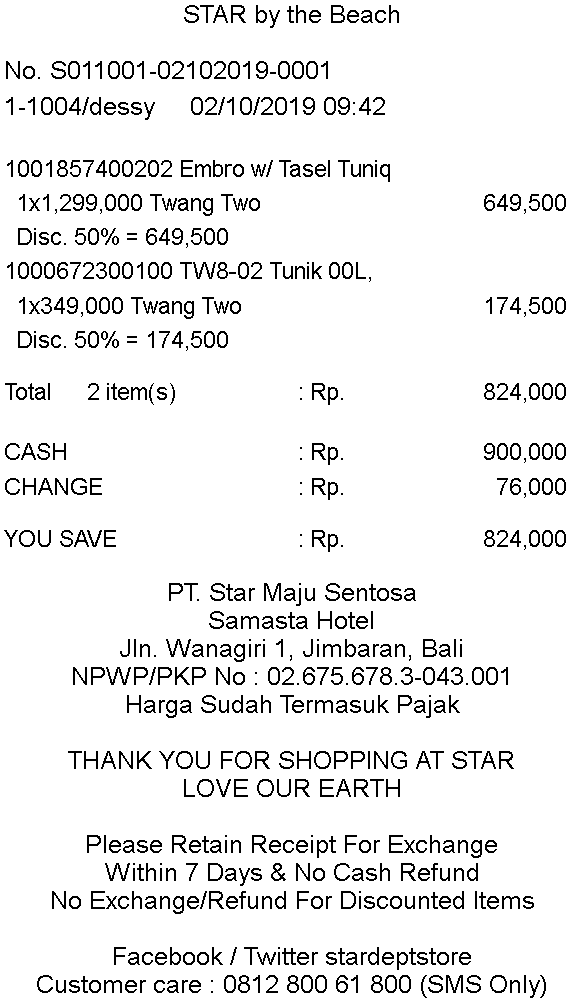 STAR by the Beach
No. S011001-02102019-0001
1-1004/dessy 02/10/2019 09:42
1001857400202 Embro w/ Tasel Tuniq
1x1,299,000 Twang Two 649,500
Disc. 50% = 649,500
1000672300100 TW8-02 Tunik 00L,
1x349,000 Twang Two 174,500
Disc. 50% = 174,500
Total 2 item(s) : Rp. 824,000
CASH : Rp. 900,000
CHANGE : Rp. 76,000
YOU SAVE : Rp. 824,000
PT. Star Maju Sentosa
Samasta Hotel
Jln. Wanagiri 1, Jimbaran, Bali
NPWP/PKP No : 02.675.678.3-043.001
Harga Sudah Termasuk Pajak
THANK YOU FOR SHOPPING AT STAR
LOVE OUR EARTH
Please Retain Receipt For Exchange
Within 7 Days & No Cash Refund
No Exchange/Refund For Discounted Items
Facebook / Twitter stardeptstore
Customer care : 0812 800 61 800 (SMS Only)